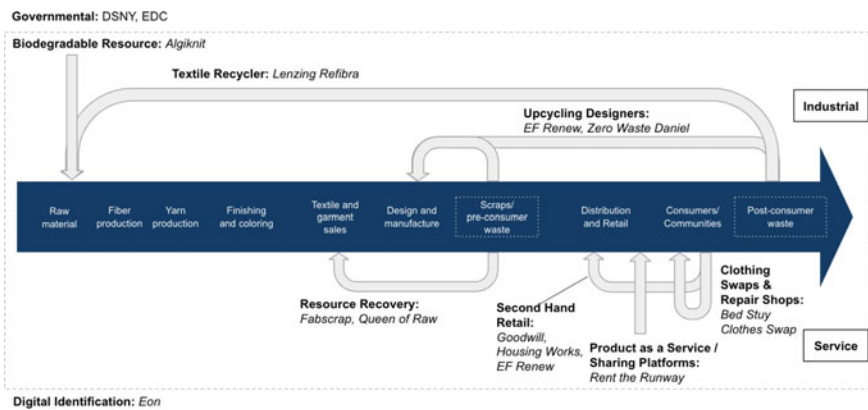 Governmental: DSNY, EDC
Biodegradable Resource: Algiknit
Textile Recycler: Lenzing Refibra
Industrial
Upcycling Designers:
EF Renew, Zero Waste Daniel
Raw
material
Fiber
production
Yarn
production
Finishing
and coloring
Textile and
garment
sales
Design and
manufacture
Scraps/
pre-consumer
waste
Distribution
and Retail
Consumers/
Communities
Post-consumer
waste
Resource Recovery:
Fabscrap, Queen of Raw
Second Hand
Retail:
Goodwill,
Housing Works,
EF Renew
Product as a Service /
Sharing Platforms:
Rent the Runway
Clothing
Swaps &
Repair Shops:
Bed Stuy
Clothes Swap
Service
Digital Identification: Eon